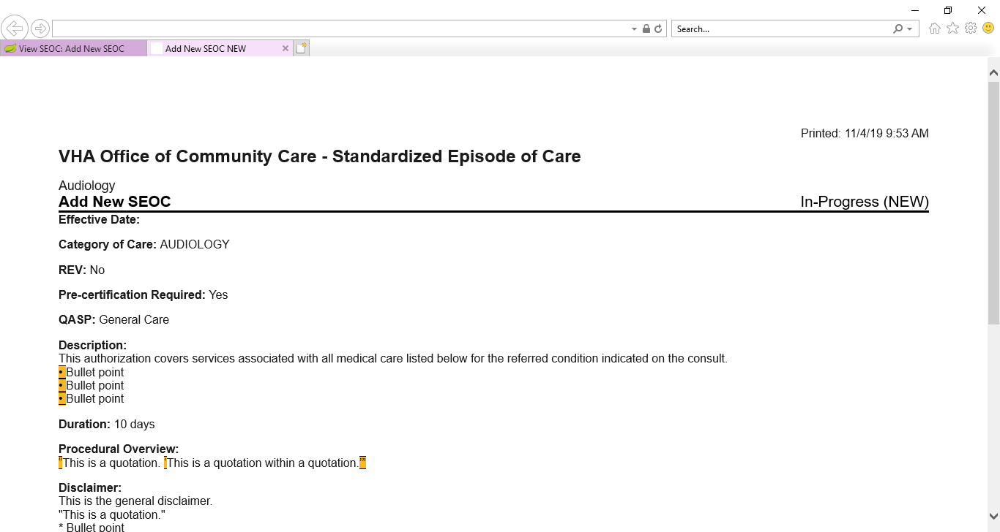 Search...
View SEOC: Add New SEOC
Add New SEOC NEW
Printed: 11/4/19 9:53 AM
VHA Office of Community Care - Standardized Episode of Care
Audiology
Add New SEOC In-Progress (NEW)
Effective Date:
Category of Care: AUDIOLOGY
REV: No
Pre-certification Required: Yes
QASP: General Care
Description:
This authorization covers services associated with all medical care listed below for the referred condition indicated on the consult.
• Bullet point
• Bullet point
• Bullet point
Duration: 10 days
Procedural Overview:
“This is a quotation. ‘This is a quotation within a quotation.’”
Disclaimer:
This is the general disclaimer.
"This is a quotation."
* Bullet point